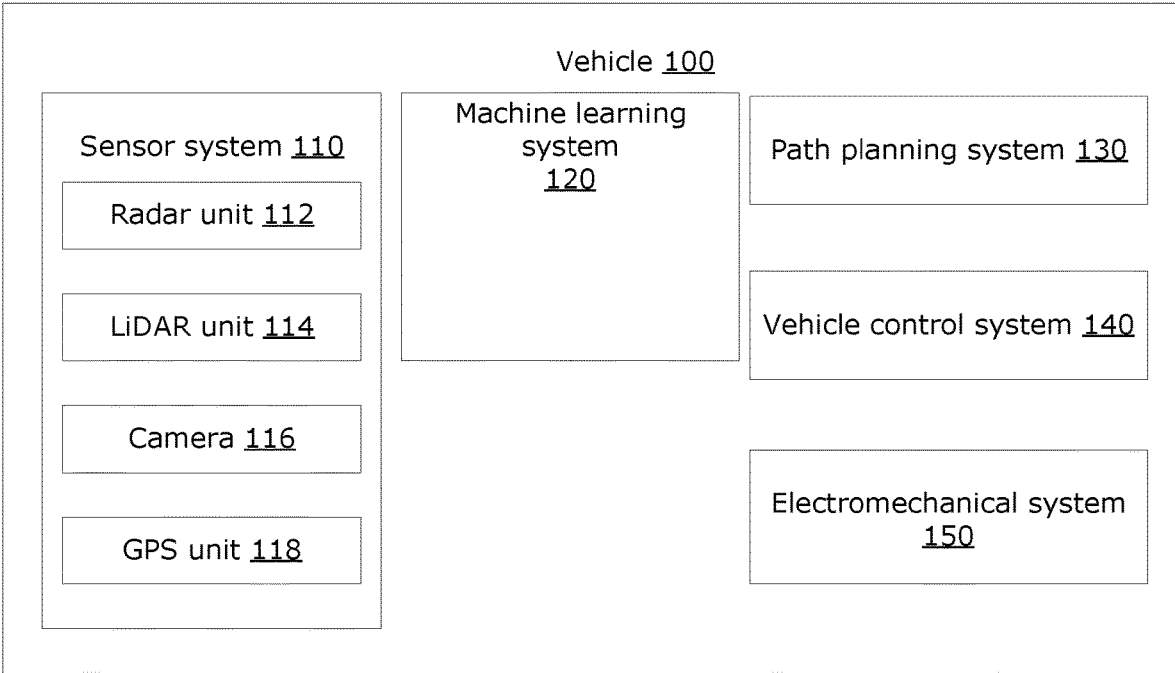 Vehicle 100
Sensor system 110
Radar unit 112
LiDAR unit 114
Camera 116
GPS unit 118
Machine learning
system
120
Path planning system 130
Vehicle control system 140
Electromechanical system
150